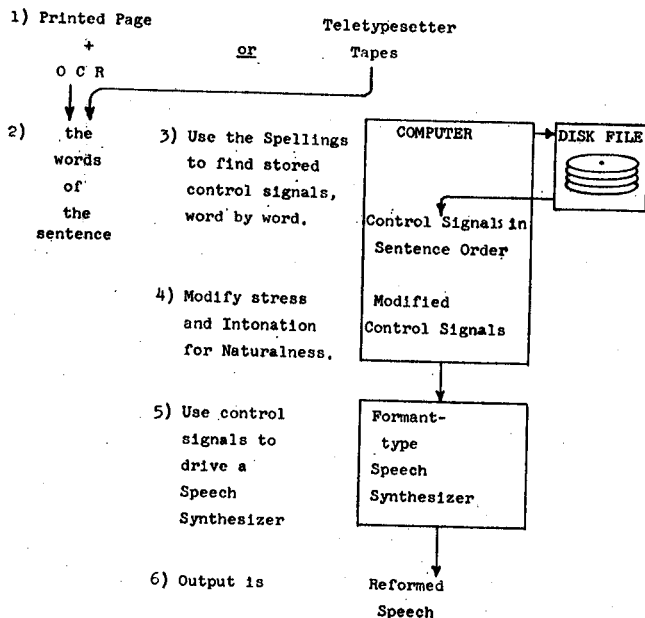 1) Printed Page
+
O C R
or
Teletypesetter
Tapes
2) the
words
of
the
sentence
3) Use the Spellings
to find stored
control signals,
word by word.
COMPUTER
DISK FILE
Control Signals in
Sentence Order
4) Modify stress
and Intonation
for Naturalness.
Modified
Control Signals
5) Use control
signals to
drive a
Speech
Synthesizer
Formant-
type
Speech
Synthesizer
6) Output is
Reformed
Speech